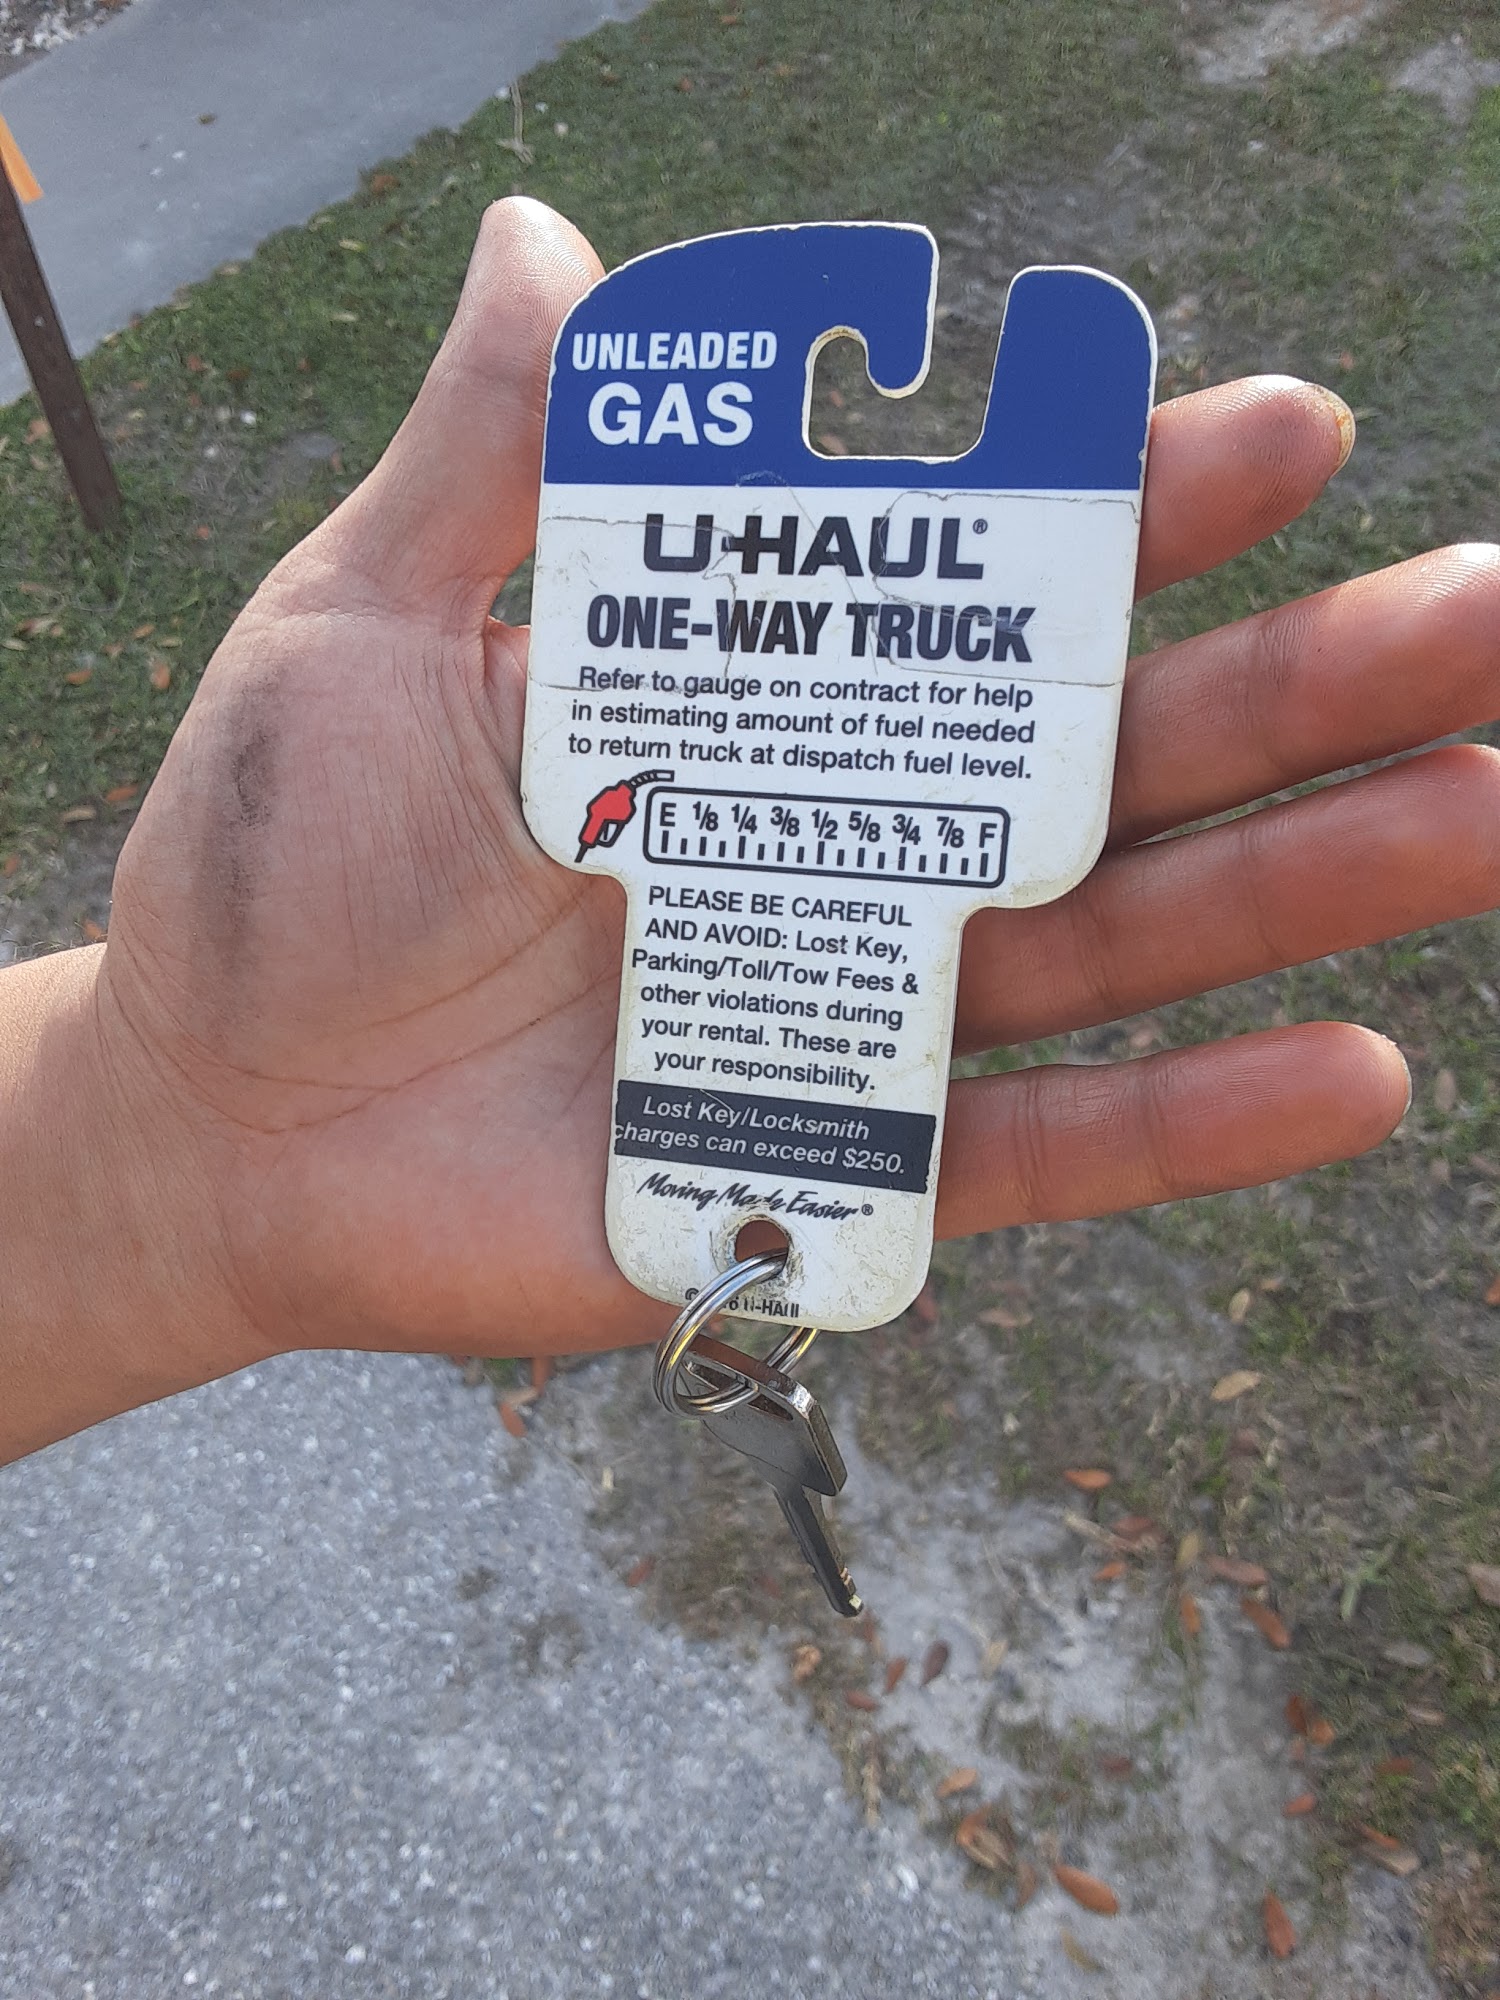 UNLEADED
GAS
U-HAUL®
ONE-WAY TRUCK
Refer to gauge on contract for help
in estimating amount of fuel needed
to return truck at dispatch fuel level.
E 1/8 1/4 3/8 1/2 5/8 3/4 7/8 F
PLEASE BE CAREFUL
AND AVOID: Lost Key,
Parking/Toll/Tow Fees &
other violations during
your rental. These are
your responsibility.
Lost Key/Locksmith
charges can exceed $250.
Moving Made Easier®
© U-HAUL